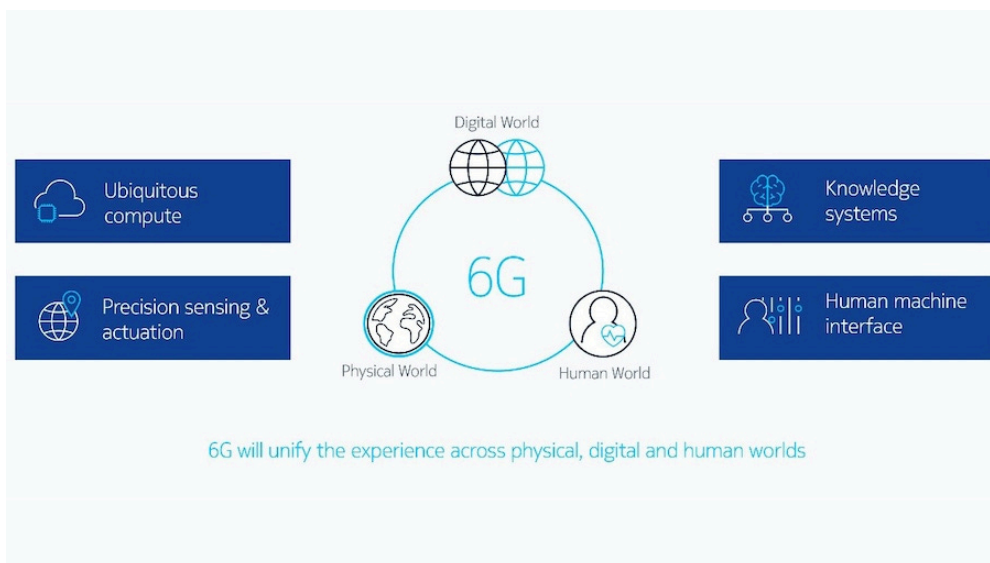 Digital World
Ubiquitous
compute
Knowledge
systems
6G
Precision sensing &
actuation
Human machine
interface
Physical World
Human World
6G will unify the experience across physical, digital and human worlds